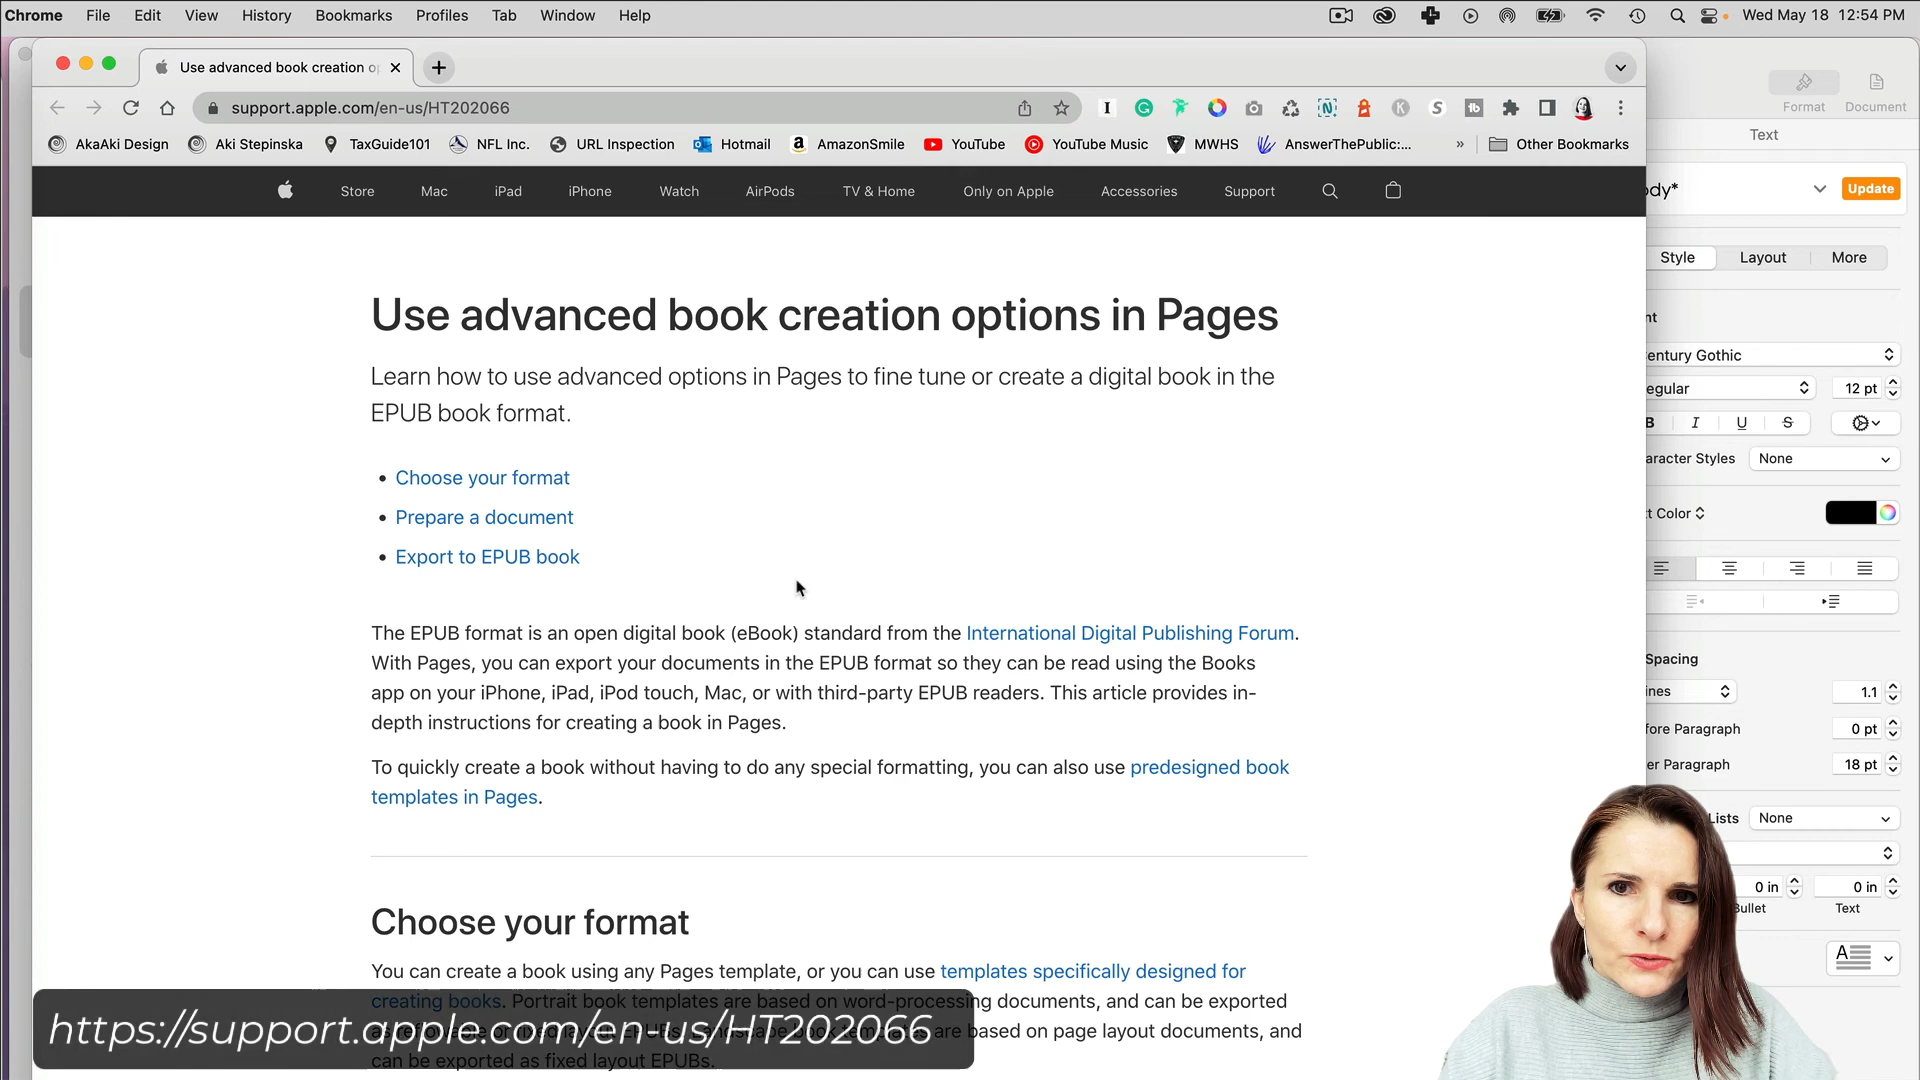 Chrome File Edit View History Bookmarks Profiles Tab Window Help Wed May 18 12:54 PM
Use advanced book creation op
support.apple.com/en-us/HT202066
AkaAki Design Aki Stepinska TaxGuide101 NFL Inc. URL Inspection Hotmail AmazonSmile YouTube YouTube Music MWHS AnswerThePublic:... » Other Bookmarks
Store Mac iPad iPhone Watch AirPods TV & Home Only on Apple Accessories Support
Use advanced book creation options in Pages
Learn how to use advanced options in Pages to fine tune or create a digital book in the
EPUB book format.
• Choose your format
• Prepare a document
• Export to EPUB book
The EPUB format is an open digital book (eBook) standard from the International Digital Publishing Forum.
With Pages, you can export your documents in the EPUB format so they can be read using the Books
app on your iPhone, iPad, iPod touch, Mac, or with third-party EPUB readers. This article provides in-
depth instructions for creating a book in Pages.
To quickly create a book without having to do any special formatting, you can also use predesigned book
templates in Pages.
Choose your format
You can create a book using any Pages template, or you can use templates specifically designed for
creating books. Portrait book templates are based on word-processing documents, and can be exported
as reflowable or fixed layout EPUBs. Landscape book templates are based on page layout documents, and
can be exported as fixed layout EPUBs.
https://support.apple.com/en-us/HT202066
Format Document
Text
ody* Update
Style Layout More
nt
entury Gothic
egular 12 pt
B I U S
aracter Styles None
t Color
Spacing
ines 1.1
fore Paragraph 0 pt
er Paragraph 18 pt
Lists None
0 in 0 in
Bullet Text
A